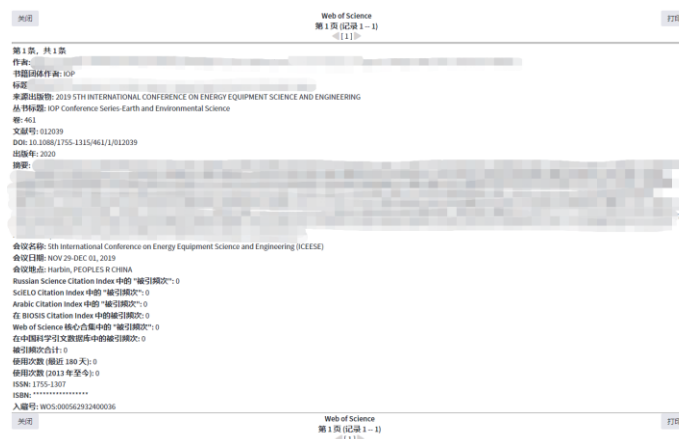 关闭
Web of Science
打印
第 1 页 (记录 1 -- 1)
[ 1 ]
第 1 条，共 1 条
作者:
书籍团体作者: IOP
标题
来源出版物: 2019 5TH INTERNATIONAL CONFERENCE ON ENERGY EQUIPMENT SCIENCE AND ENGINEERING
丛书标题: IOP Conference Series-Earth and Environmental Science
卷: 461
文献号: 012039
DOI: 10.1088/1755-1315/461/1/012039
出版年: 2020
摘要:
会议名称: 5th International Conference on Energy Equipment Science and Engineering (ICEESE)
会议日期: NOV 29-DEC 01, 2019
会议地点: Harbin, PEOPLES R CHINA
Russian Science Citation Index 中的 "被引频次": 0
SciELO Citation Index 中的 "被引频次": 0
Arabic Citation Index 中的 "被引频次": 0
在 BIOSIS Citation Index 中的被引频次: 0
Web of Science 核心合集中的 "被引频次": 0
在中国科学引文数据库中的被引频次: 0
被引频次合计: 0
使用次数 (最近 180 天): 0
使用次数 (2013 年至今): 0
ISSN: 1755-1307
ISBN: *****************
入藏号: WOS:000562932400036
关闭
Web of Science
打印
第 1 页 (记录 1 -- 1)
[ 1 ]